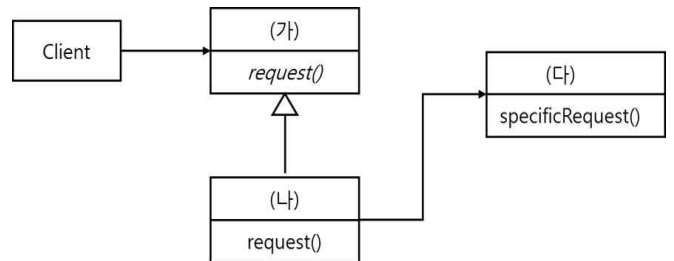 Client
(가)
request()
(다)
specificRequest()
(나)
request()